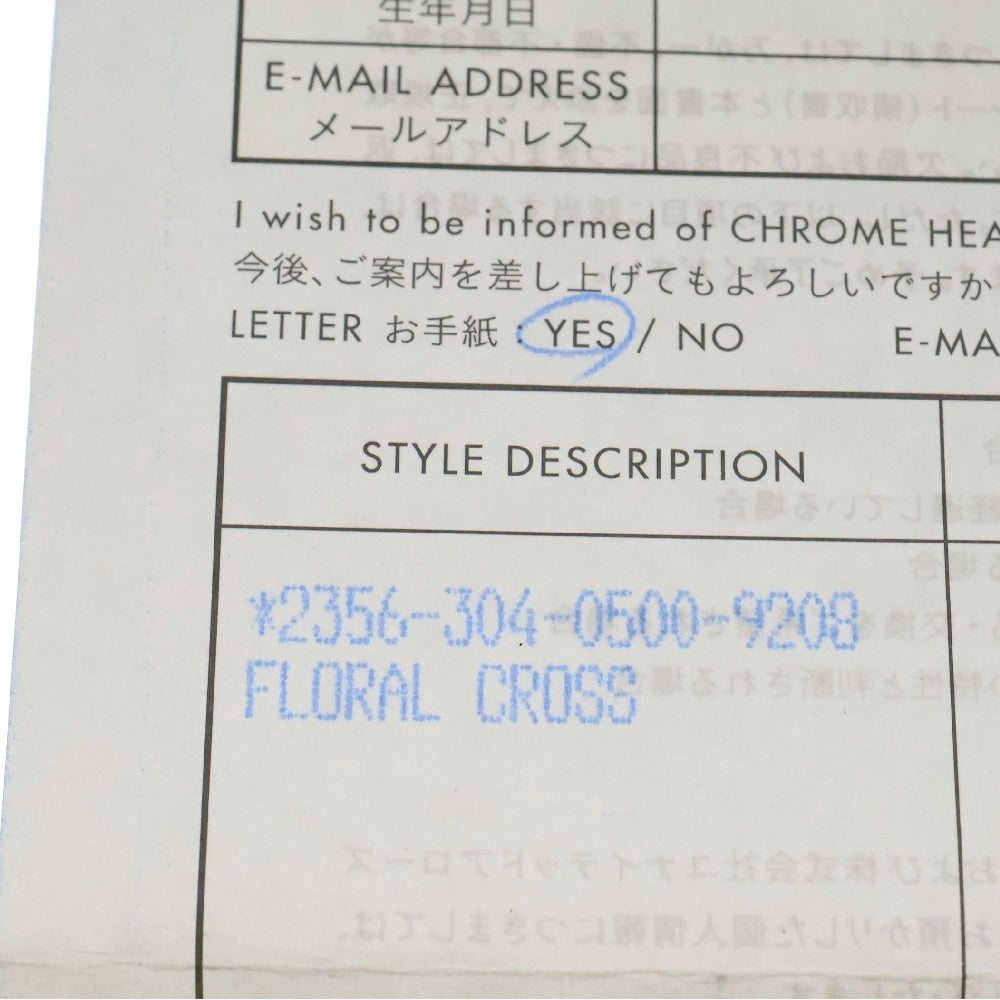 生年月日
E-MAIL ADDRESS
メールアドレス
I wish to be informed of CHROME HEA
今後、ご案内を差し上げてもよろしいですか
LETTER お手紙 : YES / NO E-MA
STYLE DESCRIPTION
*2356-304-0500-9208
FLORAL CROSS